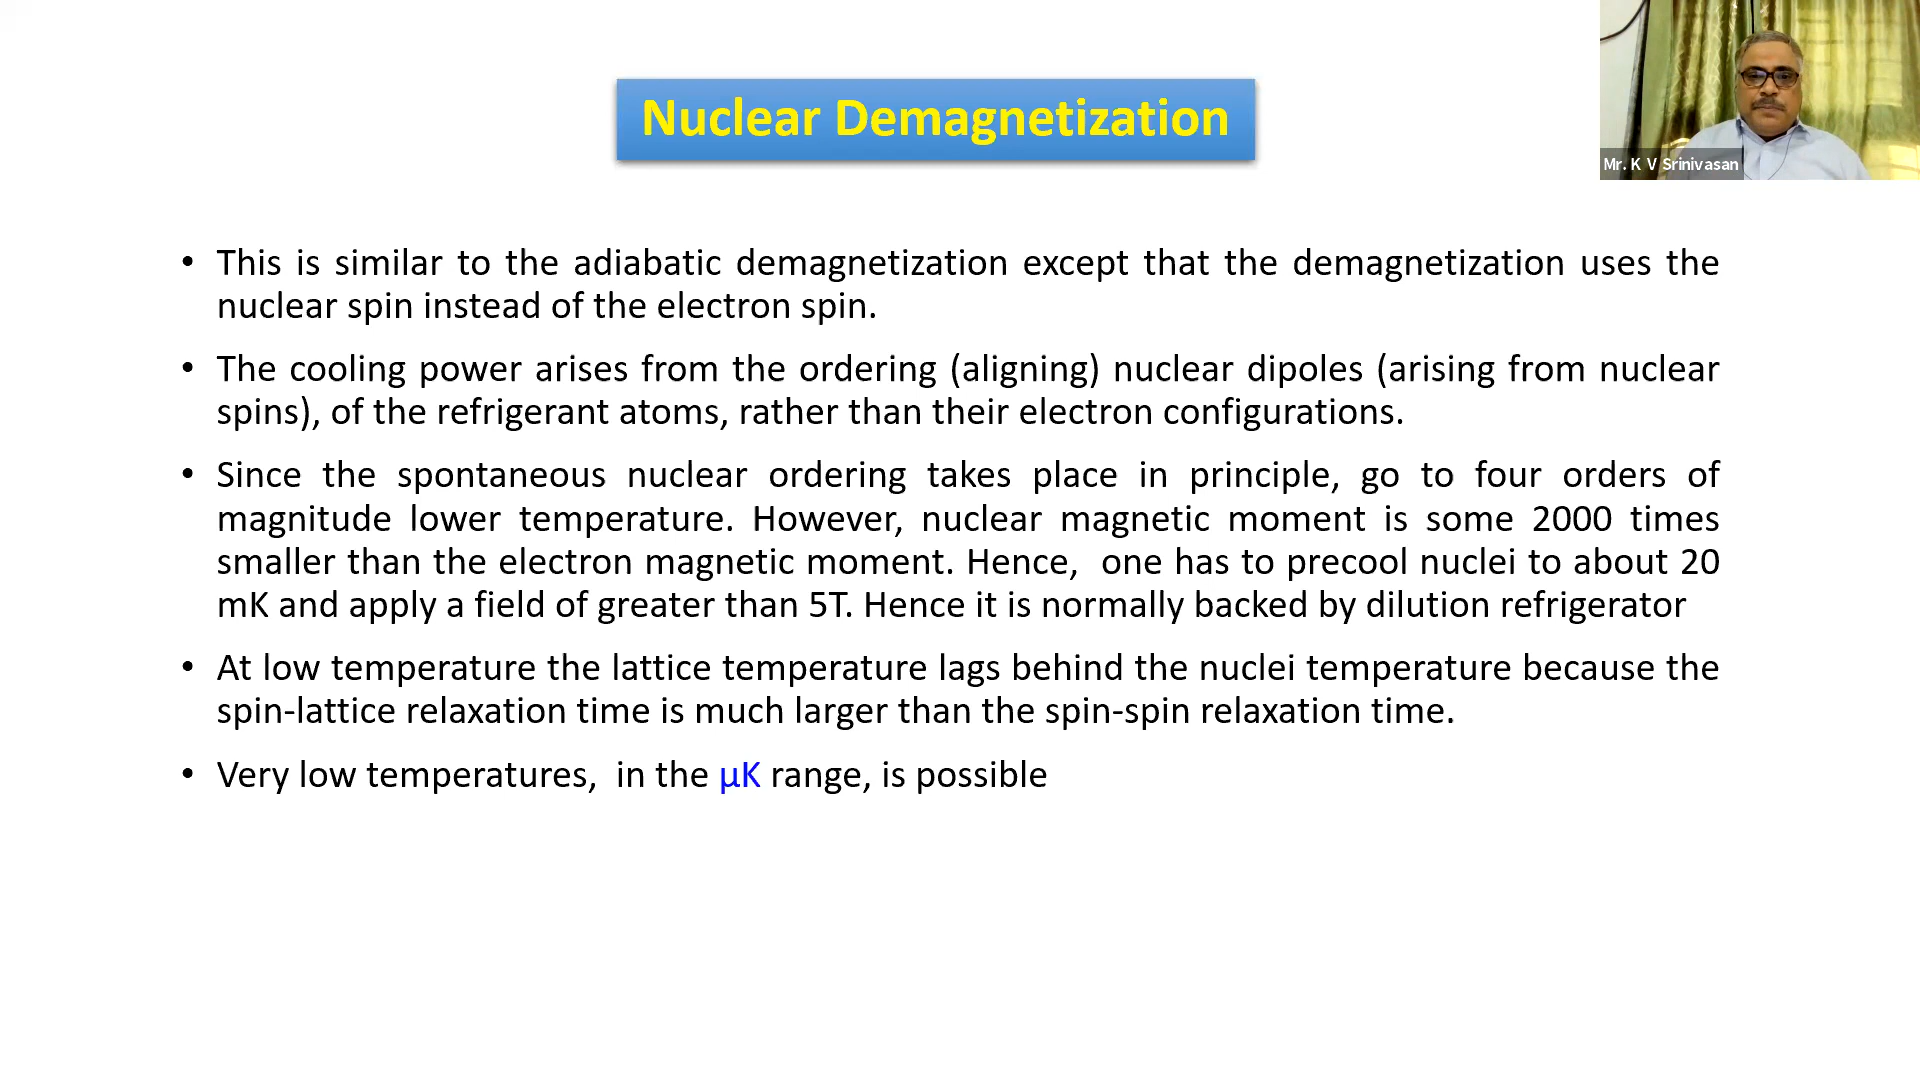 Nuclear Demagnetization
Mr. K V Srinivasan
• This is similar to the adiabatic demagnetization except that the demagnetization uses the
nuclear spin instead of the electron spin.
• The cooling power arises from the ordering (aligning) nuclear dipoles (arising from nuclear
spins), of the refrigerant atoms, rather than their electron configurations.
• Since the spontaneous nuclear ordering takes place in principle, go to four orders of
magnitude lower temperature. However, nuclear magnetic moment is some 2000 times
smaller than the electron magnetic moment. Hence, one has to precool nuclei to about 20
mK and apply a field of greater than 5T. Hence it is normally backed by dilution refrigerator
• At low temperature the lattice temperature lags behind the nuclei temperature because the
spin-lattice relaxation time is much larger than the spin-spin relaxation time.
• Very low temperatures, in the µK range, is possible